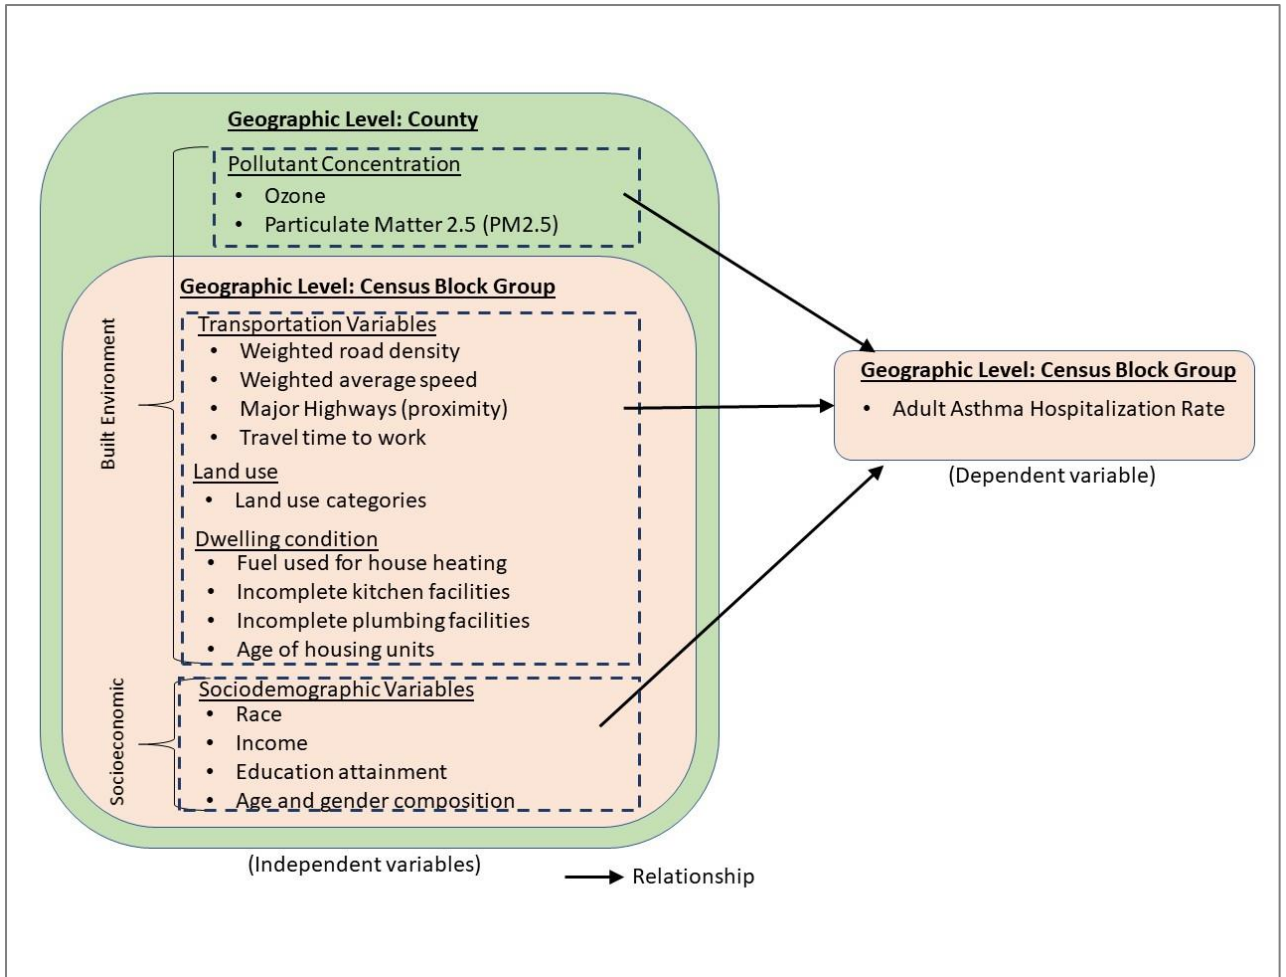 Geographic Level: County
Pollutant Concentration
• Ozone
• Particulate Matter 2.5 (PM2.5)
Geographic Level: Census Block Group
Transportation Variables
• Weighted road density
• Weighted average speed
• Major Highways (proximity)
• Travel time to work
Land use
• Land use categories
Dwelling condition
• Fuel used for house heating
• Incomplete kitchen facilities
• Incomplete plumbing facilities
• Age of housing units
Built Environment
Sociodemographic Variables
• Race
• Income
• Education attainment
• Age and gender composition
Socioeconomic
(Independent variables)
Relationship
Geographic Level: Census Block Group
• Adult Asthma Hospitalization Rate
(Dependent variable)